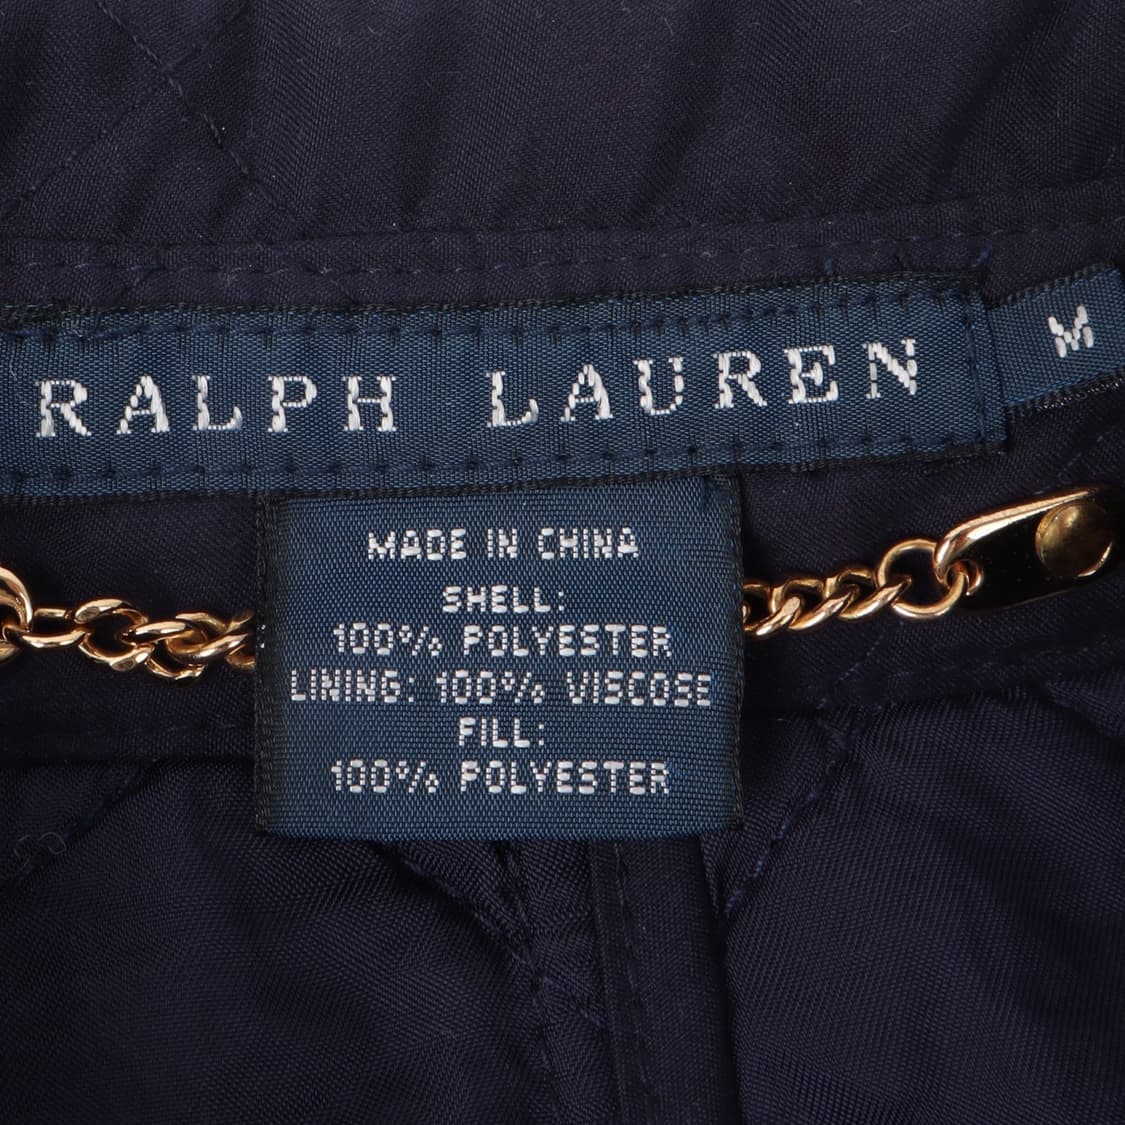 RALPH LAUREN
M
MADE IN CHINA
SHELL:
100% POLYESTER
LINING: 100% VISCOSE
FILL:
100% POLYESTER